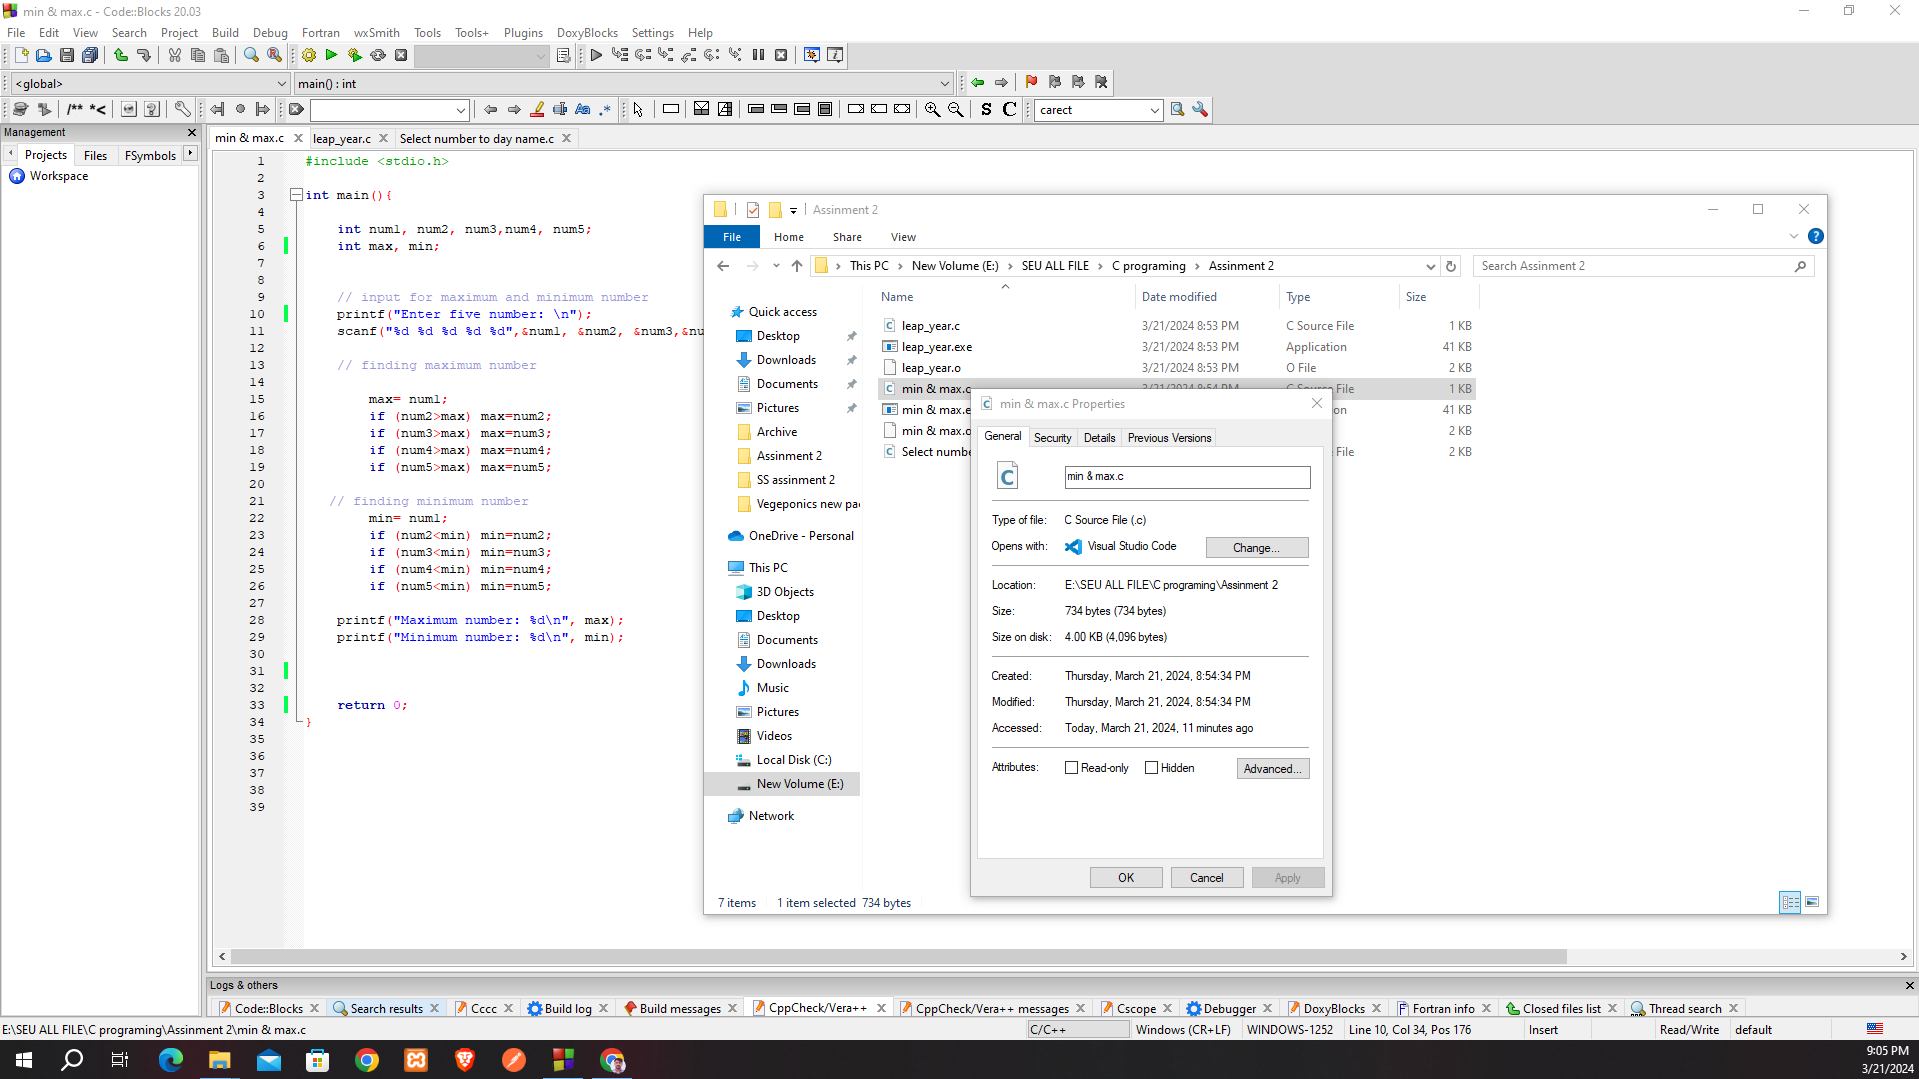 min & max.c - Code::Blocks 20.03
File Edit View Search Project Build Debug Fortran wxSmith Tools Tools+ Plugins DoxyBlocks Settings Help
<global> main() : int
/** *< Aa .* S C carect
Management
Projects Files FSymbols
Workspace
min & max.c leap_year.c Select number to day name.c
1 #include <stdio.h>
2
3 int main(){
4
5 int num1, num2, num3,num4, num5;
6 int max, min;
7
8
9 // input for maximum and minimum number
10 printf("Enter five number: \n");
11 scanf("%d %d %d %d %d",&num1, &num2, &num3,&nu
12
13 // finding maximum number
14
15 max= num1;
16 if (num2>max) max=num2;
17 if (num3>max) max=num3;
18 if (num4>max) max=num4;
19 if (num5>max) max=num5;
20
21 // finding minimum number
22 min= num1;
23 if (num2<min) min=num2;
24 if (num3<min) min=num3;
25 if (num4<min) min=num4;
26 if (num5<min) min=num5;
27
28 printf("Maximum number: %d\n", max);
29 printf("Minimum number: %d\n", min);
30
31
32
33 return 0;
34 }
35
36
37
38
39
Assinment 2
File Home Share View
This PC New Volume (E:) SEU ALL FILE C programing Assinment 2
Search Assinment 2
Quick access
Desktop
Downloads
Documents
Pictures
Archive
Assinment 2
SS assinment 2
Vegeponics new pa
OneDrive - Personal
This PC
3D Objects
Desktop
Documents
Downloads
Music
Pictures
Videos
Local Disk (C:)
New Volume (E:)
Network
Name Date modified Type Size
leap_year.c 3/21/2024 8:53 PM C Source File 1 KB
leap_year.exe 3/21/2024 8:53 PM Application 41 KB
leap_year.o 3/21/2024 8:53 PM O File 2 KB
min & max.c 3/21/2024 8:54 PM C Source File 1 KB
min & max.e on 41 KB
min & max.o 2 KB
Select numbe File 2 KB
min & max.c Properties
General Security Details Previous Versions
min & max.c
Type of file: C Source File (.c)
Opens with: Visual Studio Code Change...
Location: E:\SEU ALL FILE\C programing\Assinment 2
Size: 734 bytes (734 bytes)
Size on disk: 4.00 KB (4,096 bytes)
Created: Thursday, March 21, 2024, 8:54:34 PM
Modified: Thursday, March 21, 2024, 8:54:34 PM
Accessed: Today, March 21, 2024, 11 minutes ago
Attributes: Read-only Hidden Advanced...
OK Cancel Apply
7 items 1 item selected 734 bytes
Logs & others
Code::Blocks Search results Cccc Build log Build messages CppCheck/Vera++ CppCheck/Vera++ messages Cscope Debugger DoxyBlocks Fortran info Closed files list Thread search
E:\SEU ALL FILE\C programing\Assinment 2\min & max.c C/C++ Windows (CR+LF) WINDOWS-1252 Line 10, Col 34, Pos 176 Insert Read/Write default
9:05 PM
3/21/2024